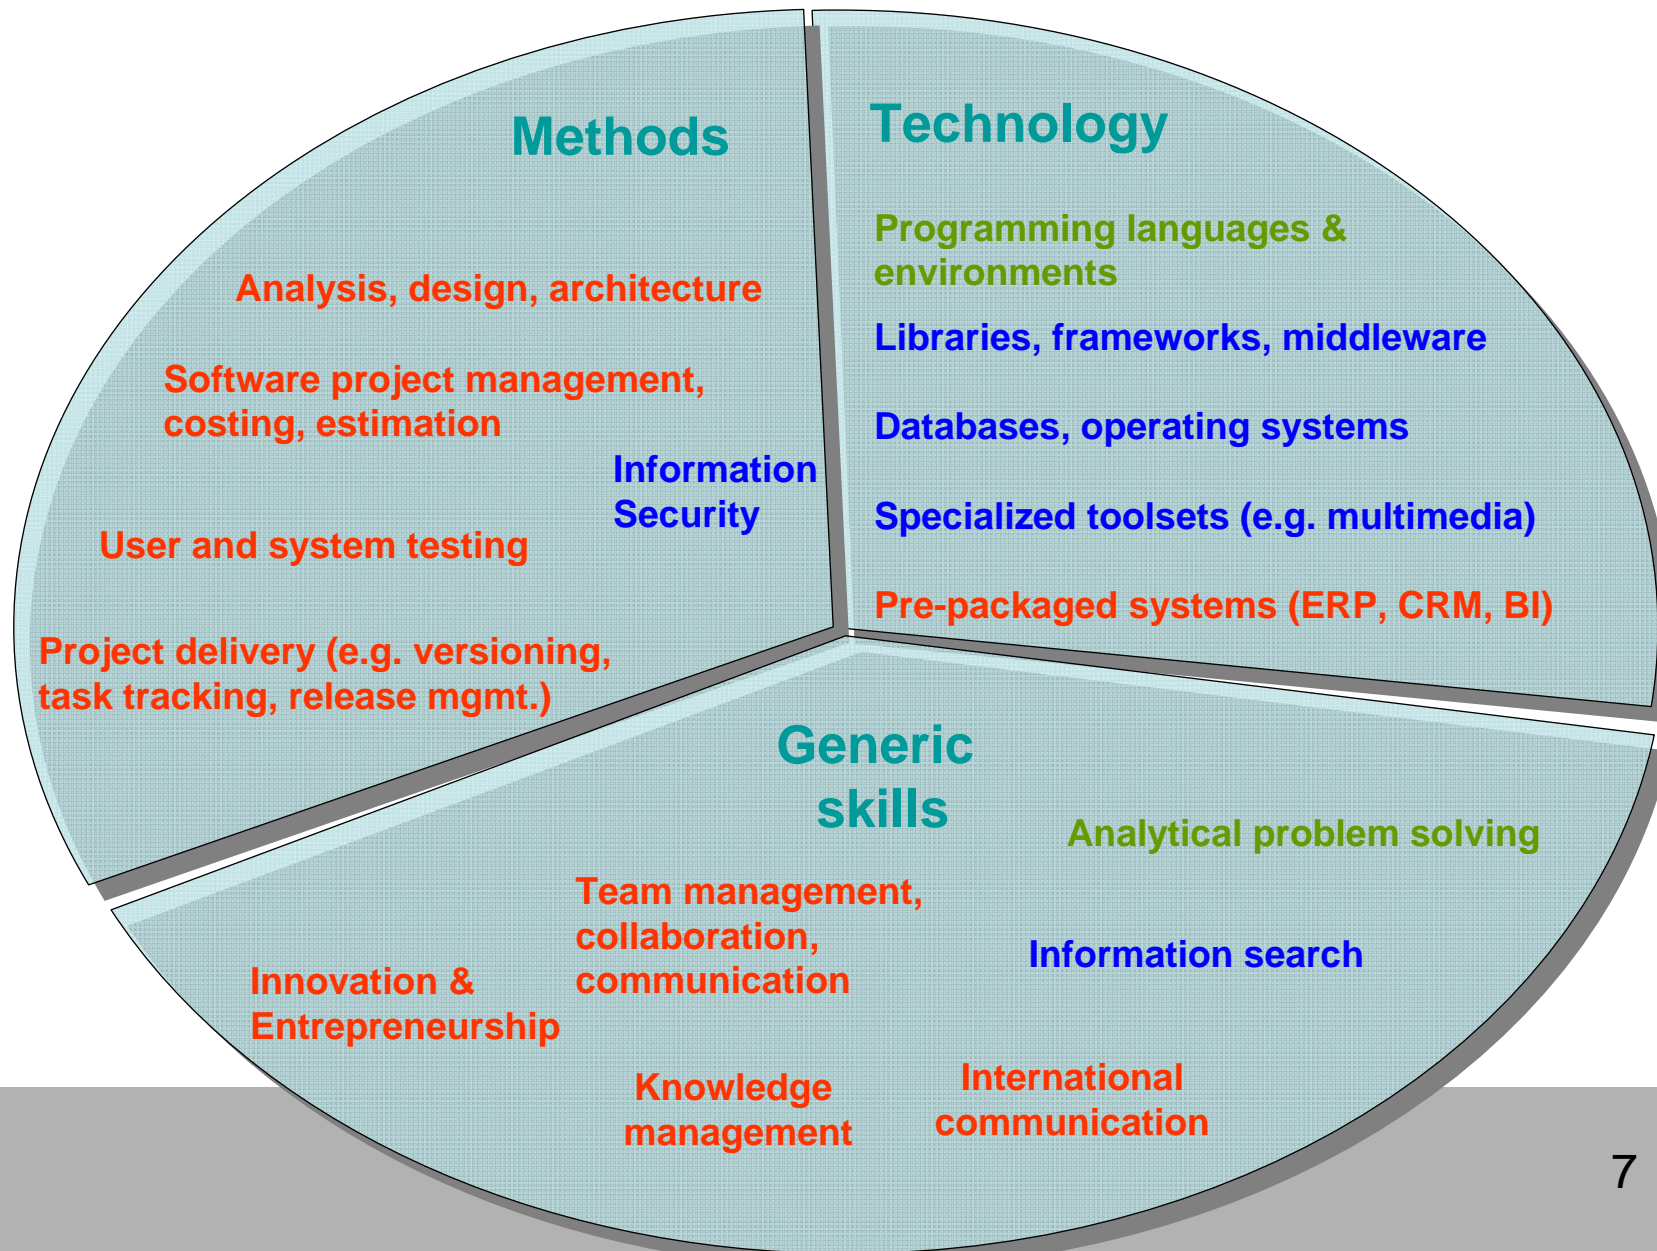 Methods
Analysis, design, architecture
Software project management,
costing, estimation
Information
Security
User and system testing
Project delivery (e.g. versioning,
task tracking, release mgmt.)
Technology
Programming languages &
environments
Libraries, frameworks, middleware
Databases, operating systems
Specialized toolsets (e.g. multimedia)
Pre-packaged systems (ERP, CRM, BI)
Generic
skills
Analytical problem solving
Team management,
collaboration,
communication
Information search
Innovation &
Entrepreneurship
Knowledge
management
International
communication
7